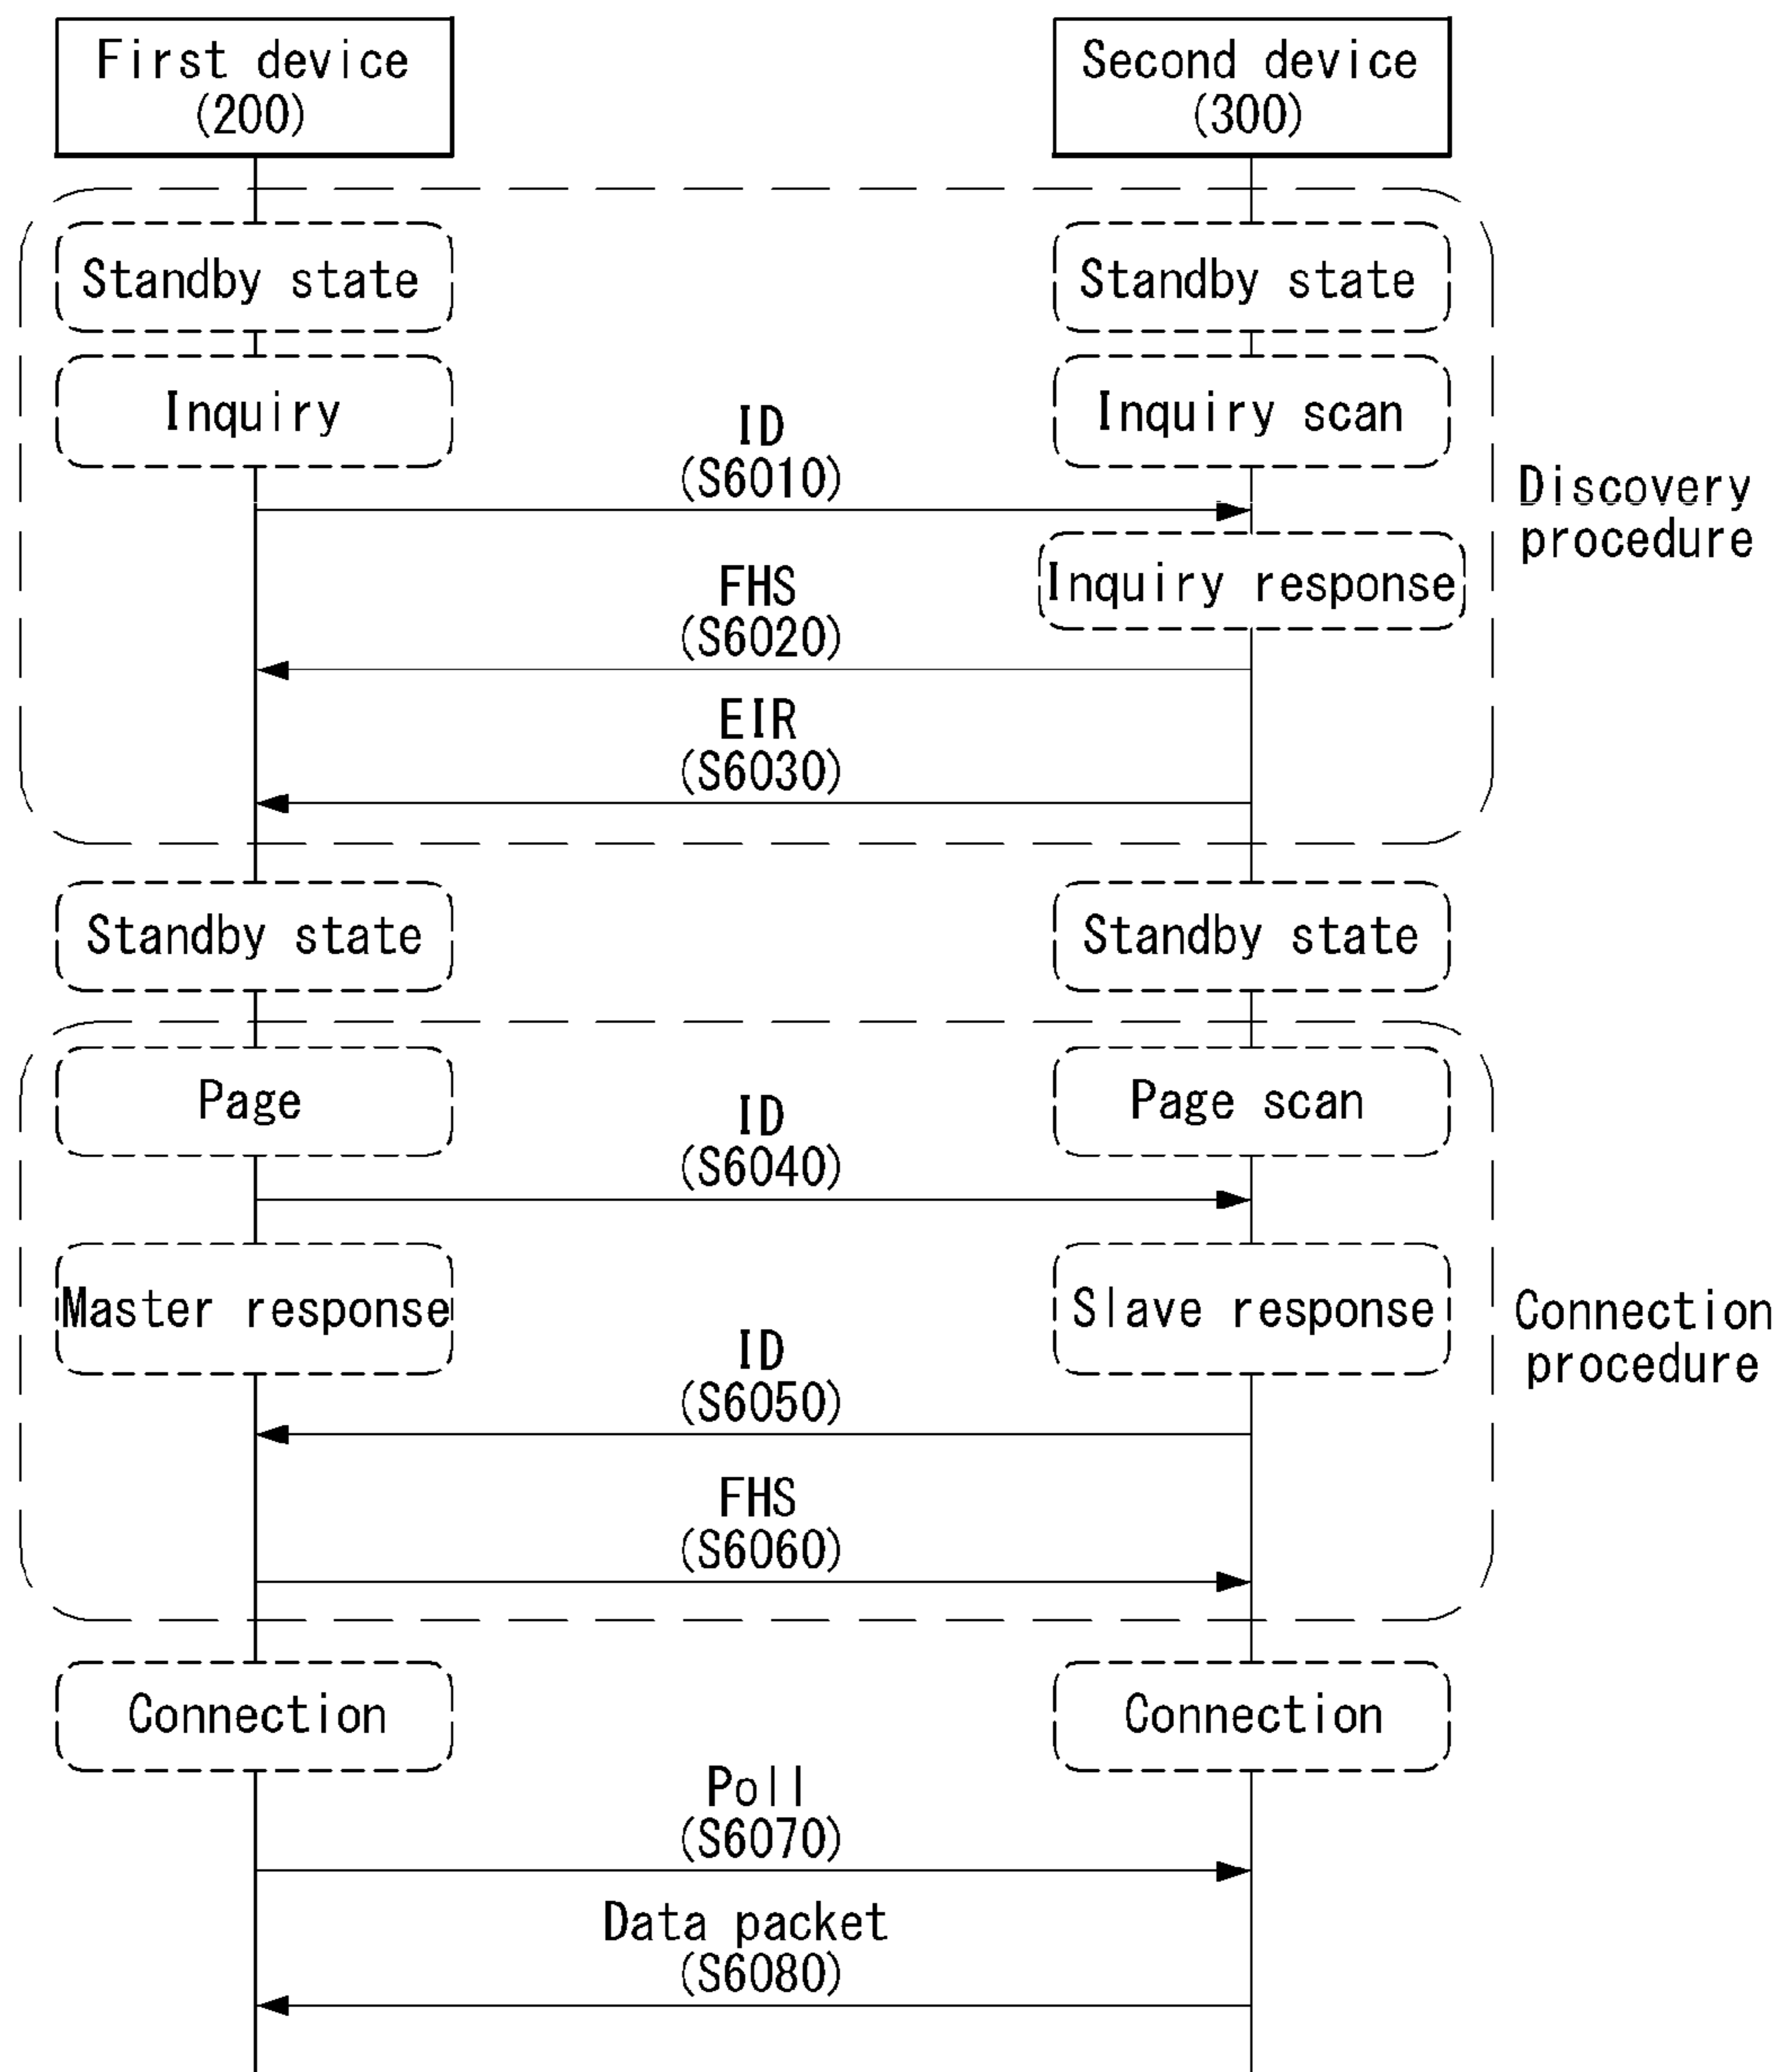 First device
(200)
Second device
(300)
Standby state
Standby state
Inquiry
Inquiry scan
ID
(S6010)
Discovery
procedure
Inquiry response
FHS
(S6020)
EIR
(S6030)
Standby state
Standby state
Page
Page scan
ID
(S6040)
Master response
Slave response
Connection
procedure
ID
(S6050)
FHS
(S6060)
Connection
Connection
Poll
(S6070)
Data packet
(S6080)